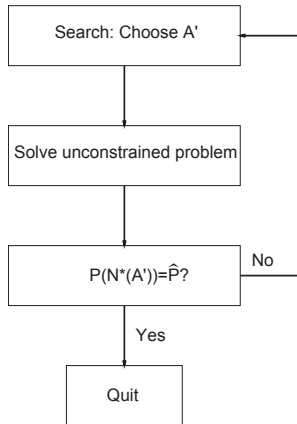 Search: Choose A'
Solve unconstrained problem
P(N*(A'))=P̂?
No
Yes
Quit